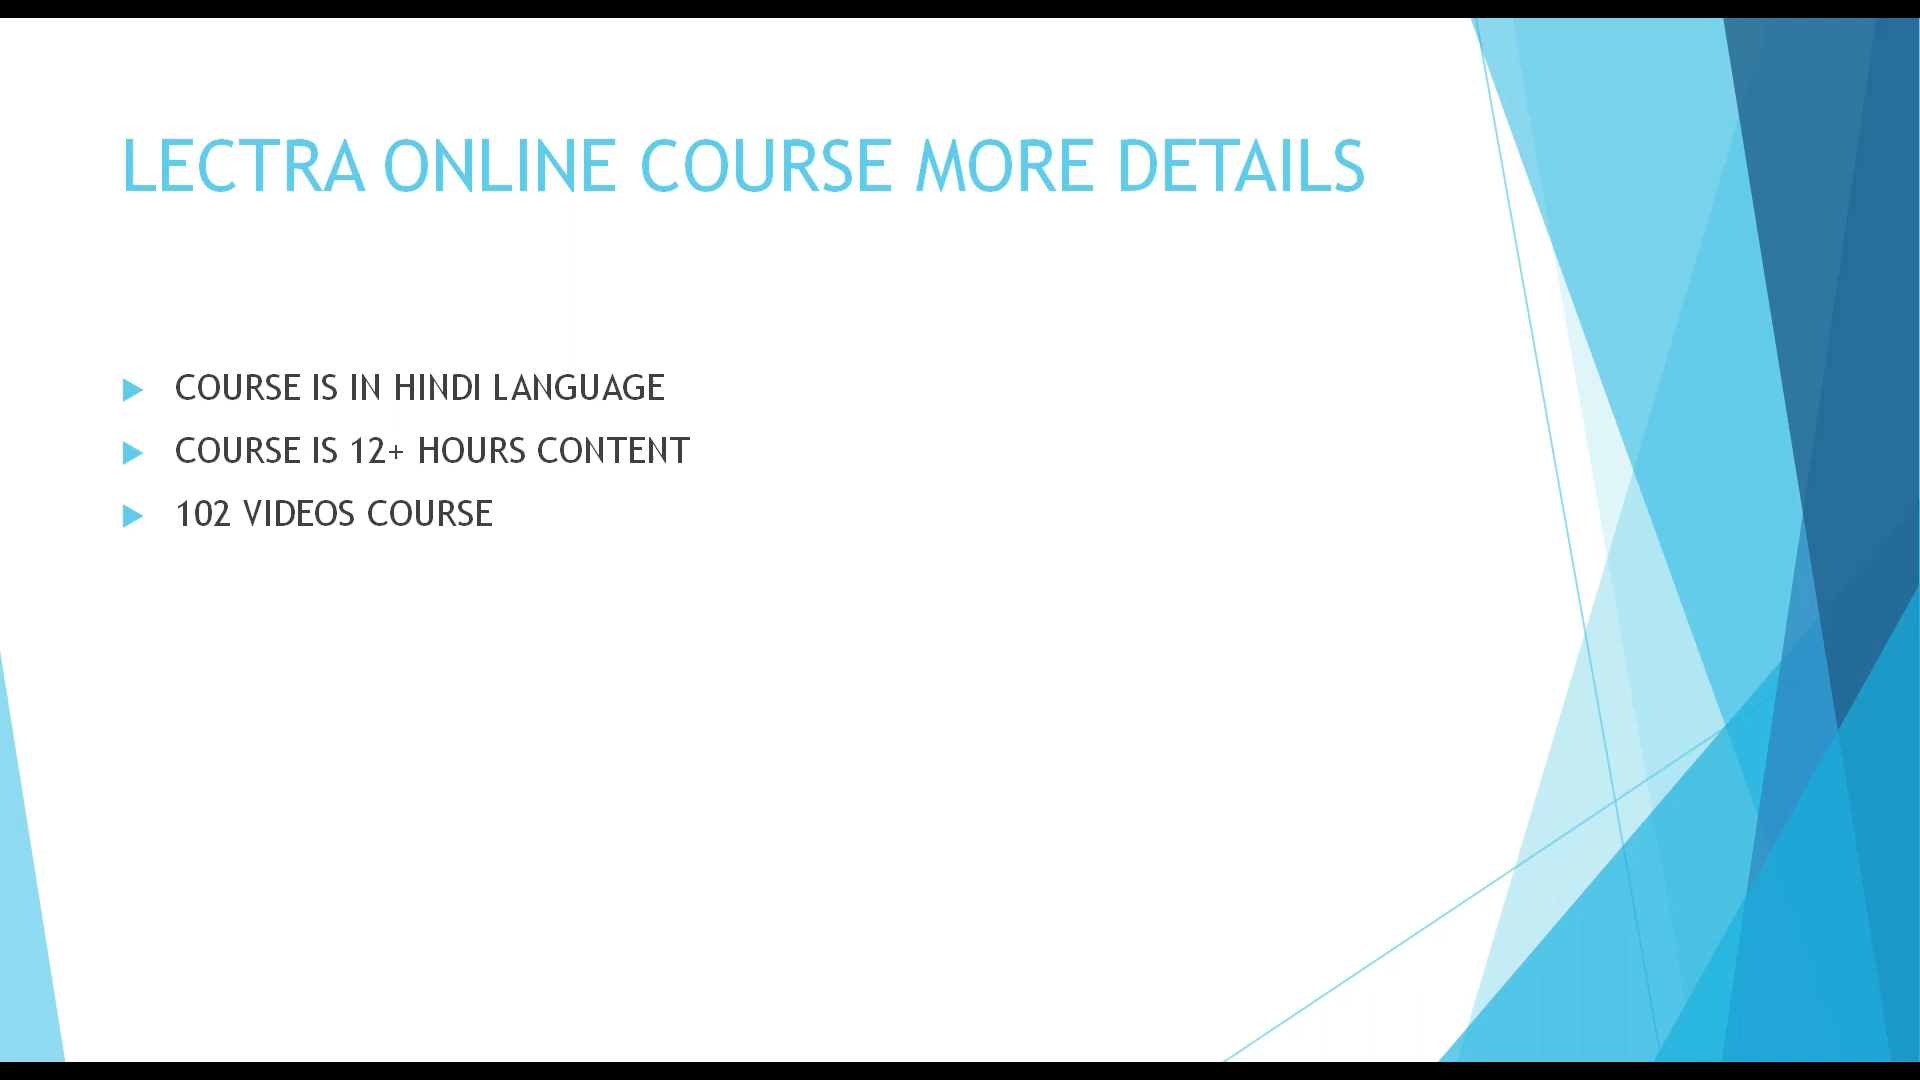 LECTRA ONLINE COURSE MORE DETAILS
COURSE IS IN HINDI LANGUAGE
COURSE IS 12+ HOURS CONTENT
102 VIDEOS COURSE